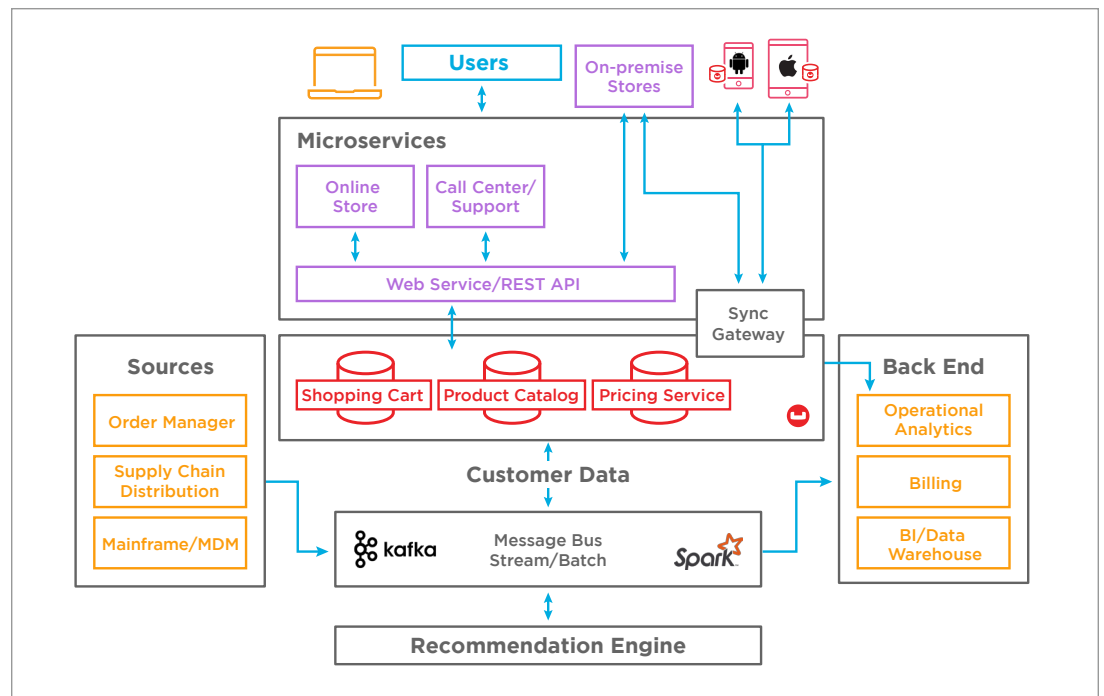 Users
On-premise
Stores
Microservices
Online
Store
Call Center/
Support
Web Service/REST API
Sync
Gateway
Sources
Order Manager
Supply Chain
Distribution
Mainframe/MDM
Shopping Cart
Product Catalog
Pricing Service
Back End
Operational
Analytics
Billing
BI/Data
Warehouse
Customer Data
kafka
Message Bus
Stream/Batch
Spark
Recommendation Engine